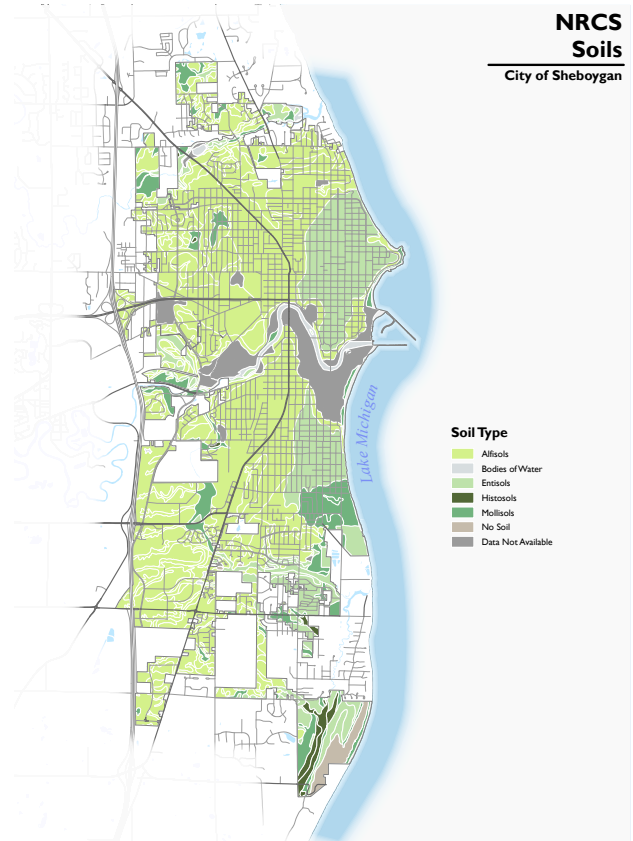 NRCS
Soils
City of Sheboygan
Lake Michigan
Soil Type
Alfisols
Bodies of Water
Entisols
Histosols
Mollisols
No Soil
Data Not Available